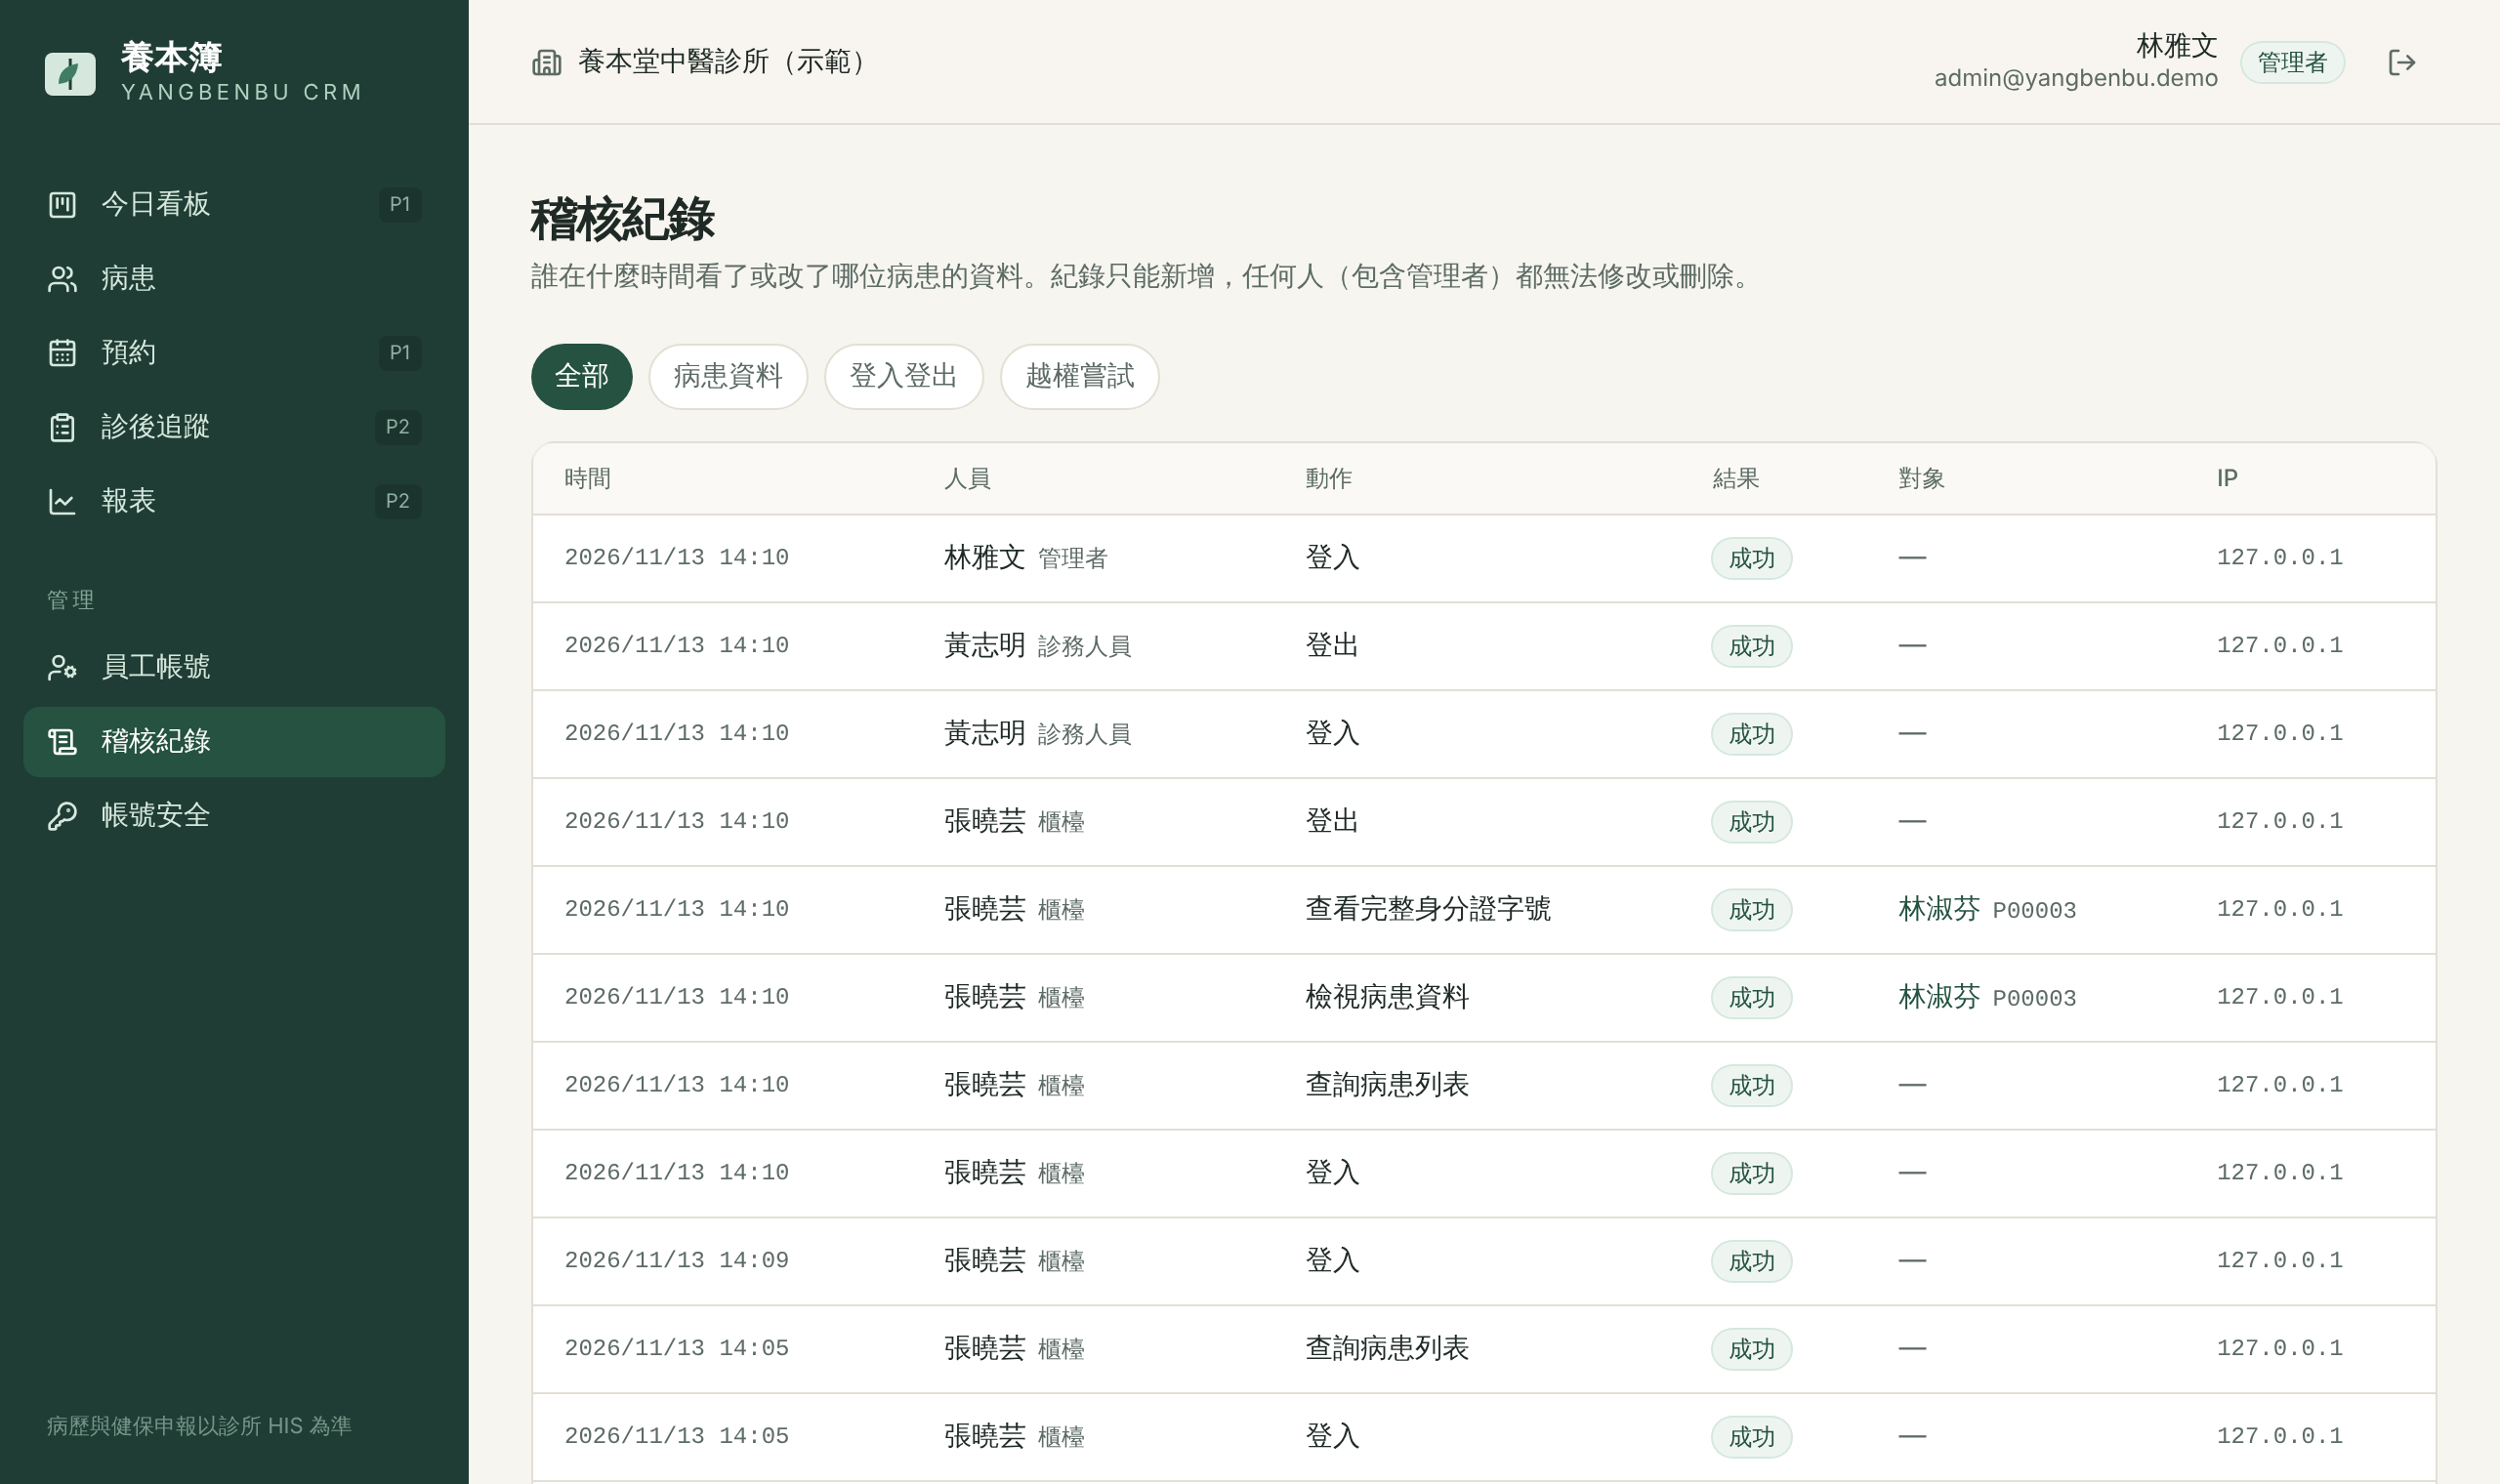 養本簿
YANGBENBU CRM
今日看板 P1
病患
預約 P1
診後追蹤 P2
報表 P2
管理
員工帳號
稽核紀錄
帳號安全
病歷與健保申報以診所 HIS 為準
養本堂中醫診所（示範）
林雅文
admin@yangbenbu.demo
管理者
稽核紀錄
誰在什麼時間看了或改了哪位病患的資料。紀錄只能新增，任何人（包含管理者）都無法修改或刪除。
全部 病患資料 登入登出 越權嘗試
時間 人員 動作 結果 對象 IP
2026/11/13 14:10 林雅文 管理者 登入 成功 — 127.0.0.1
2026/11/13 14:10 黃志明 診務人員 登出 成功 — 127.0.0.1
2026/11/13 14:10 黃志明 診務人員 登入 成功 — 127.0.0.1
2026/11/13 14:10 張曉芸 櫃檯 登出 成功 — 127.0.0.1
2026/11/13 14:10 張曉芸 櫃檯 查看完整身分證字號 成功 林淑芬 P00003 127.0.0.1
2026/11/13 14:10 張曉芸 櫃檯 檢視病患資料 成功 林淑芬 P00003 127.0.0.1
2026/11/13 14:10 張曉芸 櫃檯 查詢病患列表 成功 — 127.0.0.1
2026/11/13 14:10 張曉芸 櫃檯 登入 成功 — 127.0.0.1
2026/11/13 14:09 張曉芸 櫃檯 登入 成功 — 127.0.0.1
2026/11/13 14:05 張曉芸 櫃檯 查詢病患列表 成功 — 127.0.0.1
2026/11/13 14:05 張曉芸 櫃檯 登入 成功 — 127.0.0.1